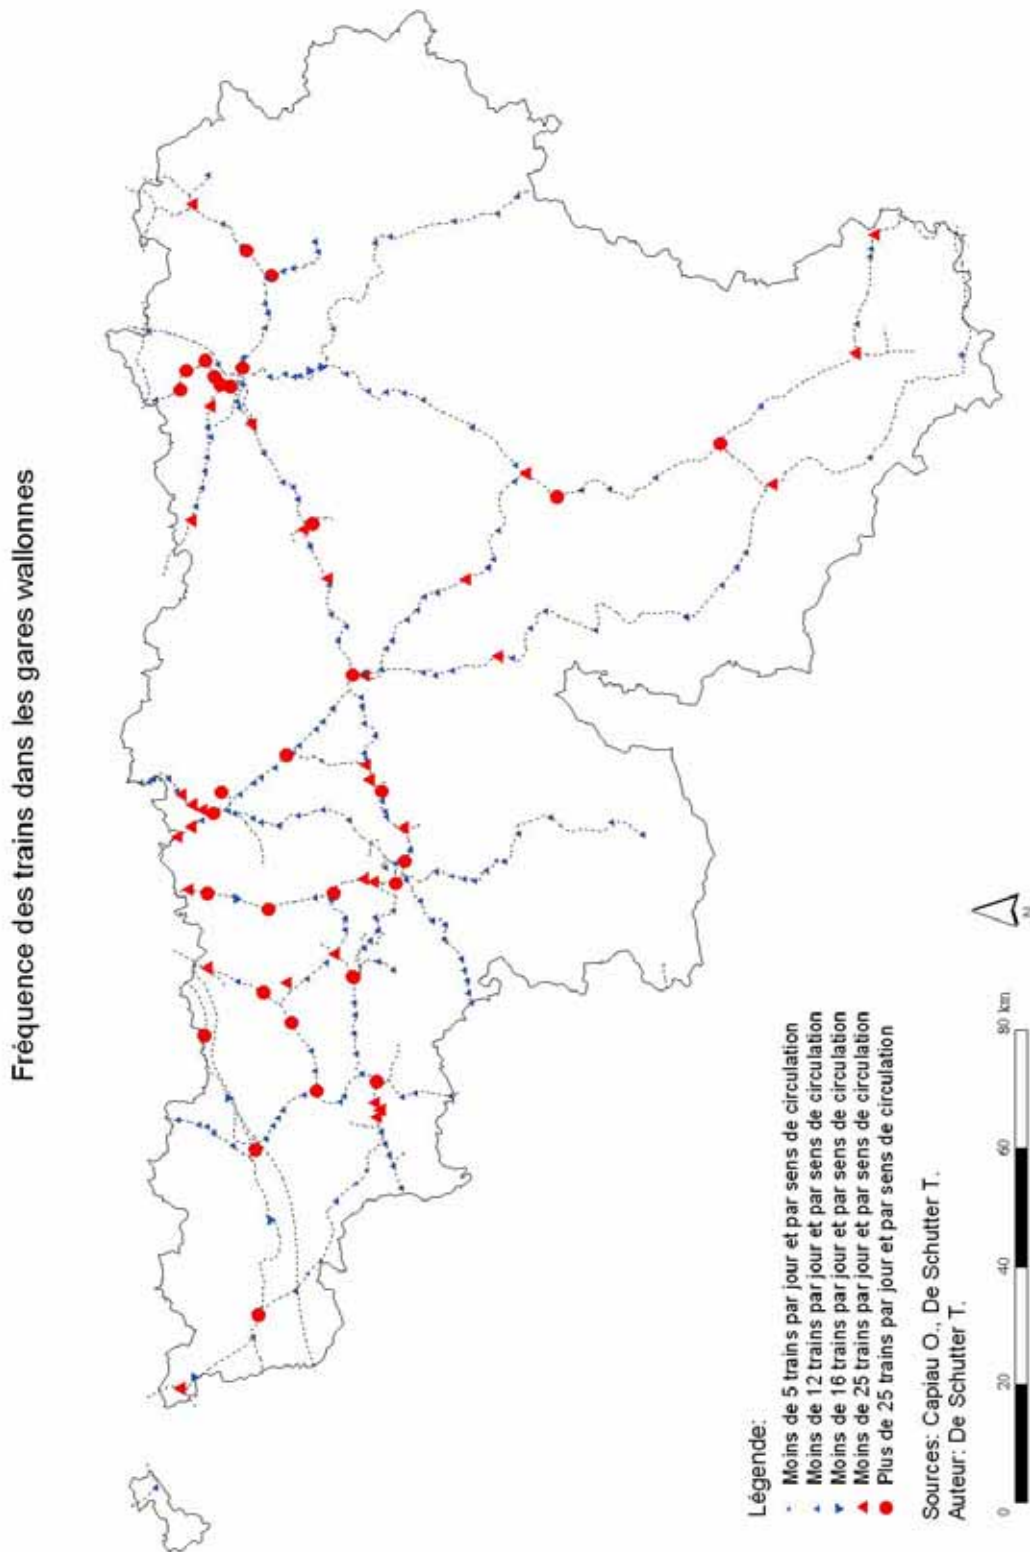 Fréquence des trains dans les gares wallonnes
Légende:
Moins de 5 trains par jour et par sens de circulation
Moins de 12 trains par jour et par sens de circulation
Moins de 16 trains par jour et par sens de circulation
Moins de 25 trains par jour et par sens de circulation
Plus de 25 trains par jour et par sens de circulation
Sources: Capiau O., De Schutter T.
Auteur: De Schutter T.
0 20 40 60 80 km
N